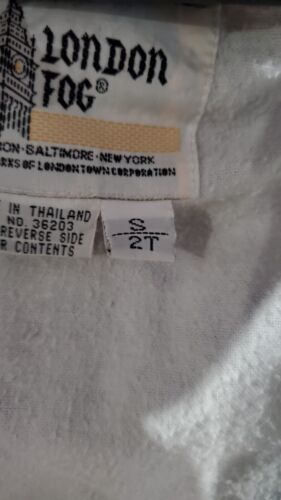 LONDON
FOG®
ON · BALTIMORE · NEW YORK
RKS OF LONDONTOWN CORPORATION
E IN THAILAND
NO. 36203
REVERSE SIDE
R CONTENTS
S
2T